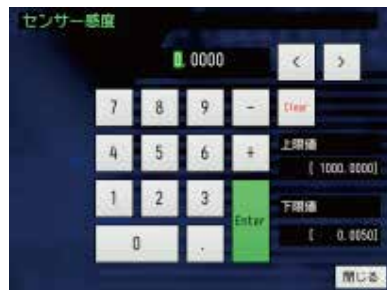 センサー感度
0.0000
< >
7 8 9 - Clear
4 5 6 +
上限値
[ 1000.0000]
1 2 3 Enter
下限値
[ 0.0050]
0 .
閉じる